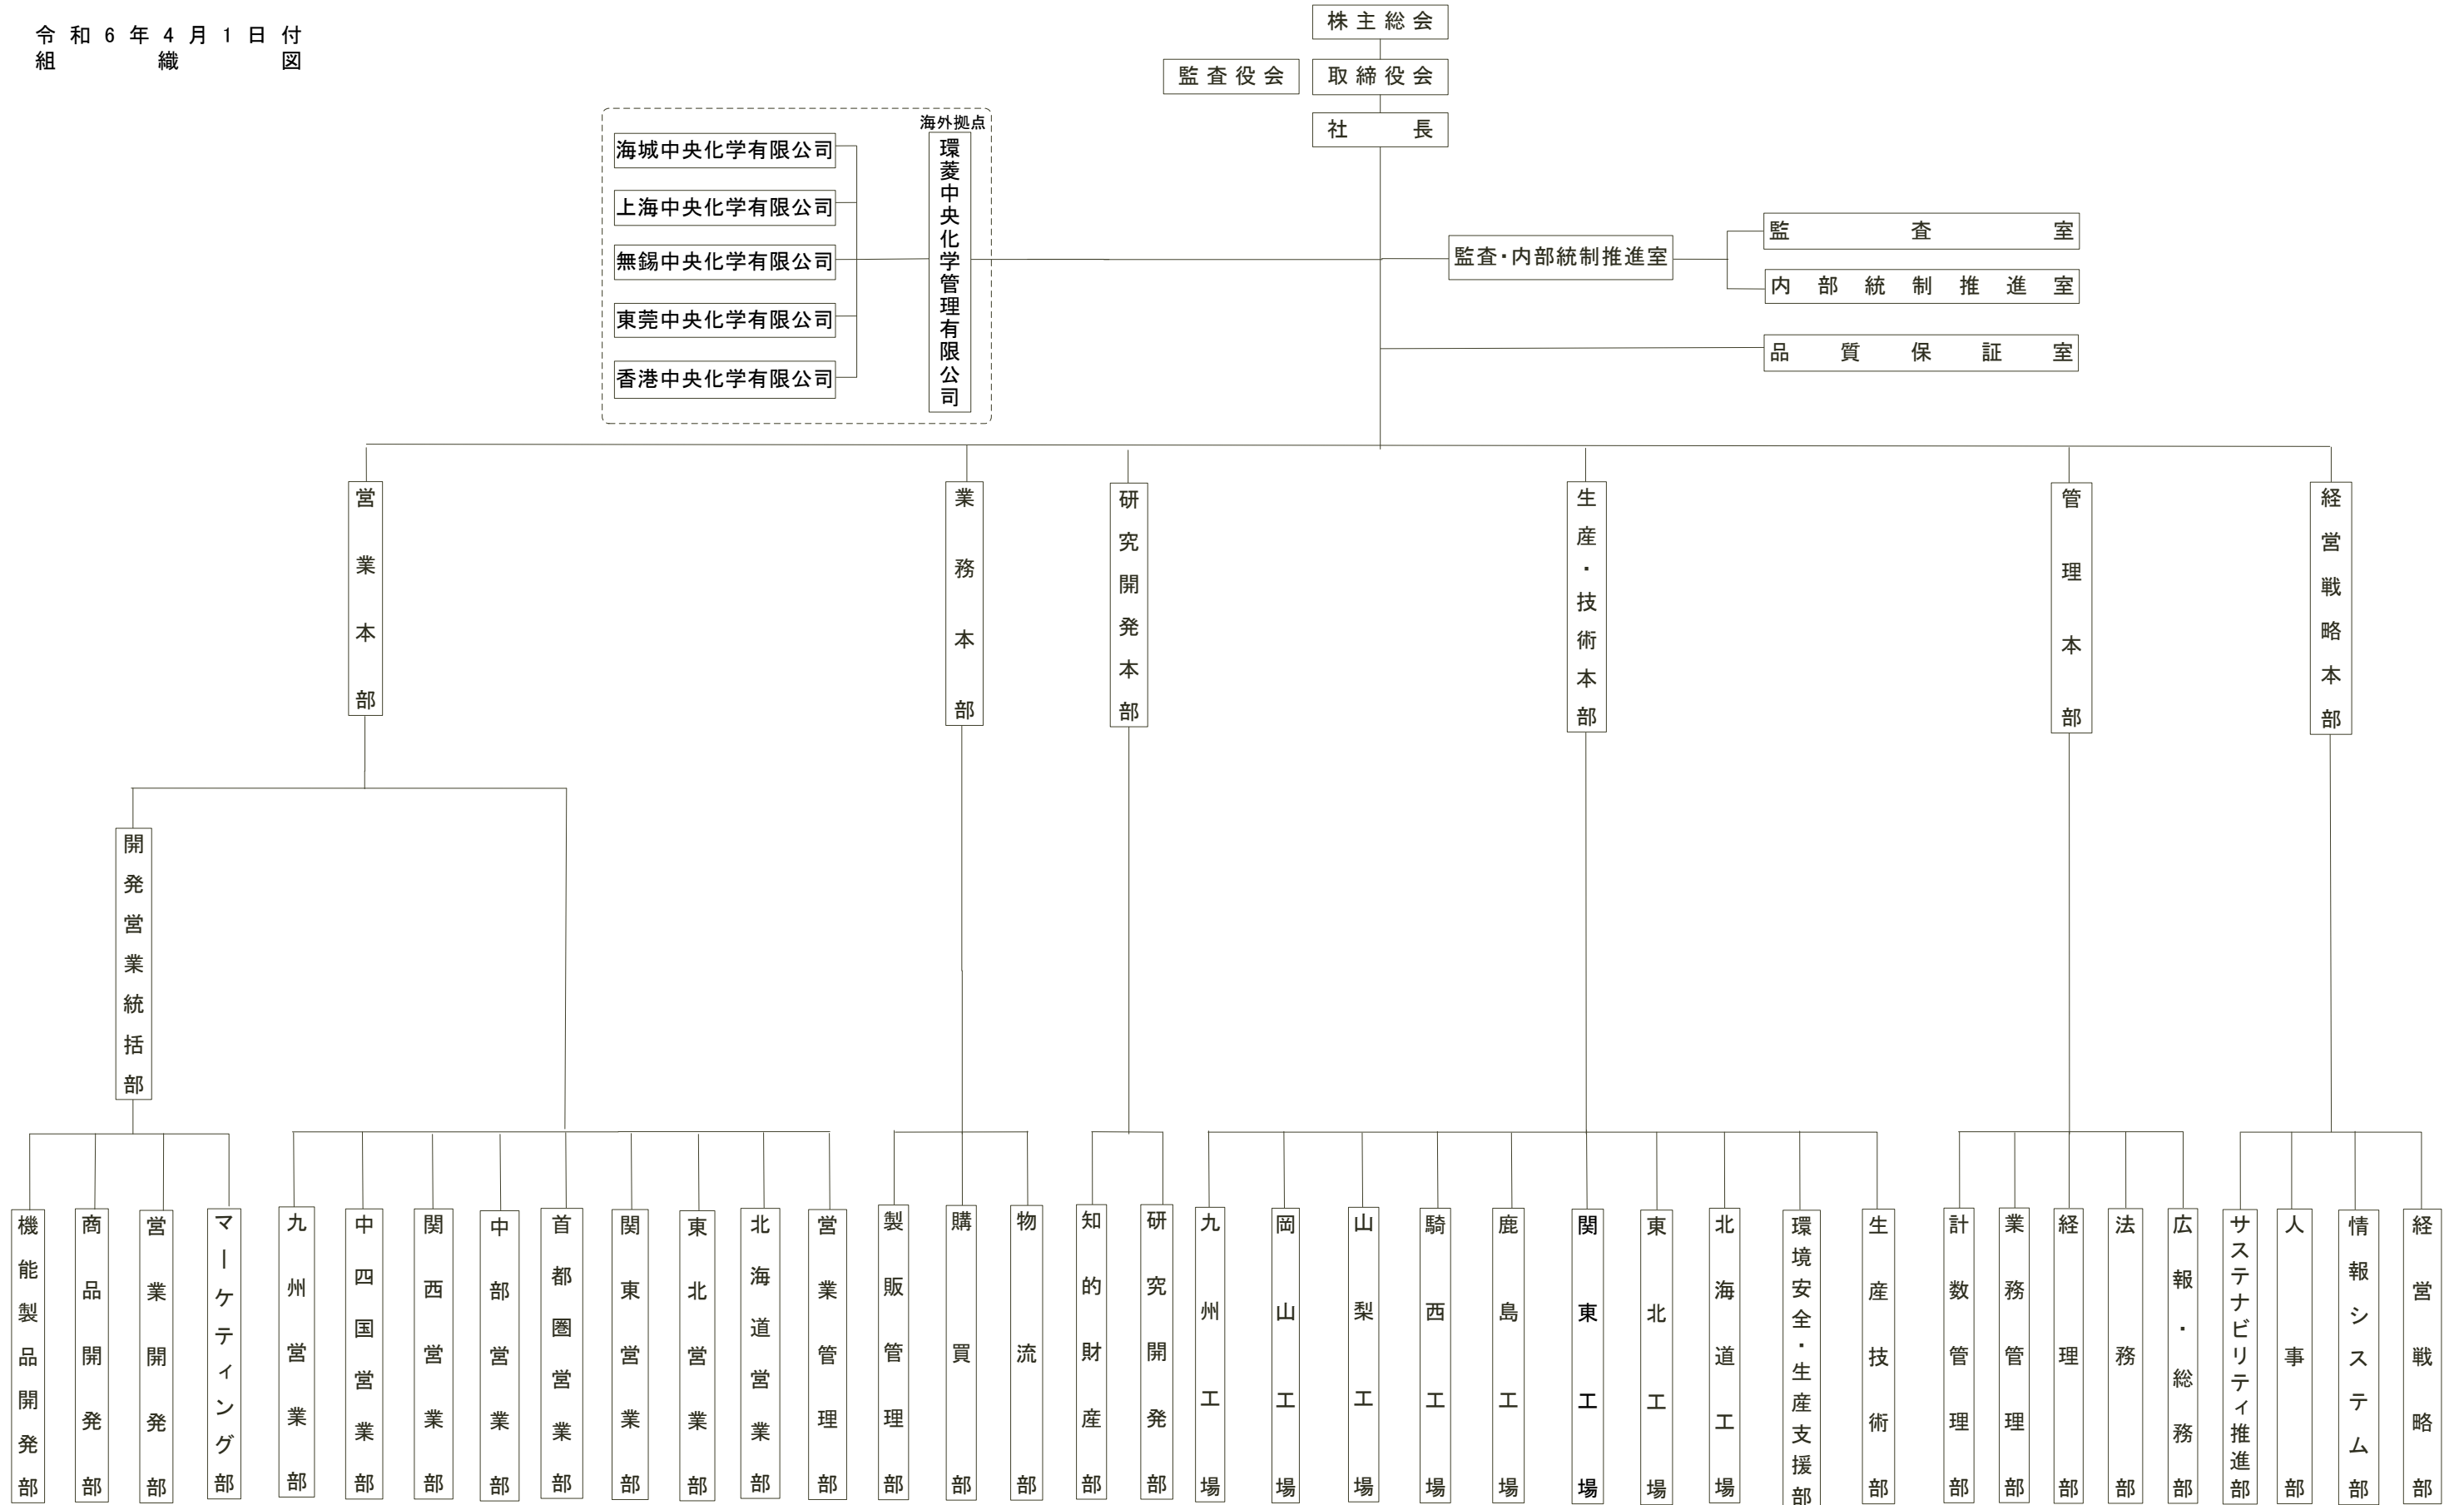 令和6年4月1日付
組織図
株主総会
監査役会
取締役会
社長
海外拠点
環菱中央化学管理有限公司
海城中央化学有限公司
上海中央化学有限公司
無錫中央化学有限公司
東莞中央化学有限公司
香港中央化学有限公司
監査・内部統制推進室
監査室
内部統制推進室
品質保証室
営業本部
業務本部
研究開発本部
生産・技術本部
管理本部
経営戦略本部
開発営業統括部
機能製品開発部
商品開発部
営業開発部
マーケティング部
九州営業部
中四国営業部
関西営業部
中部営業部
首都圏営業部
関東営業部
東北営業部
北海道営業部
営業管理部
製販管理部
購買部
物流部
知的財産部
研究開発部
九州工場
岡山工場
山梨工場
騎西工場
鹿島工場
関東工場
東北工場
北海道工場
環境安全・生産支援部
生産技術部
計数管理部
業務管理部
経理部
法務部
広報・総務部
サステナビリティ推進部
人事部
情報システム部
経営戦略部